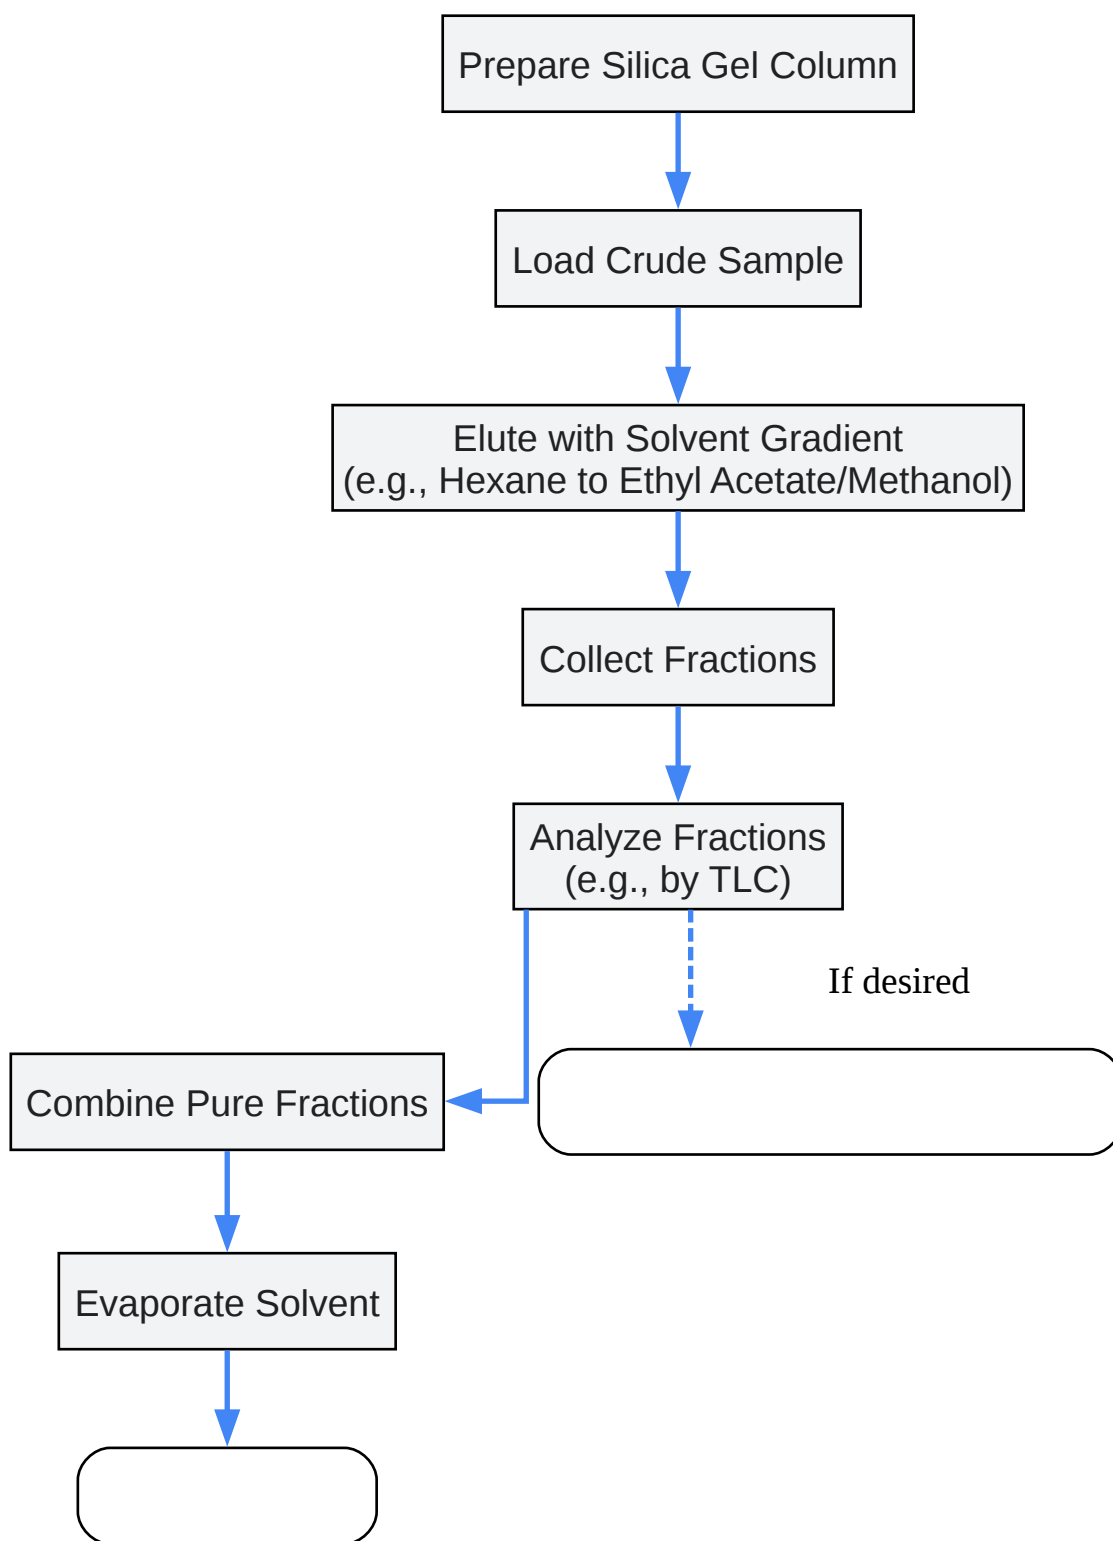 Prepare Silica Gel Column
Load Crude Sample
Elute with Solvent Gradient
(e.g., Hexane to Ethyl Acetate/Methanol)
Collect Fractions
Analyze Fractions
(e.g., by TLC)
If desired
Combine Pure Fractions
Evaporate Solvent